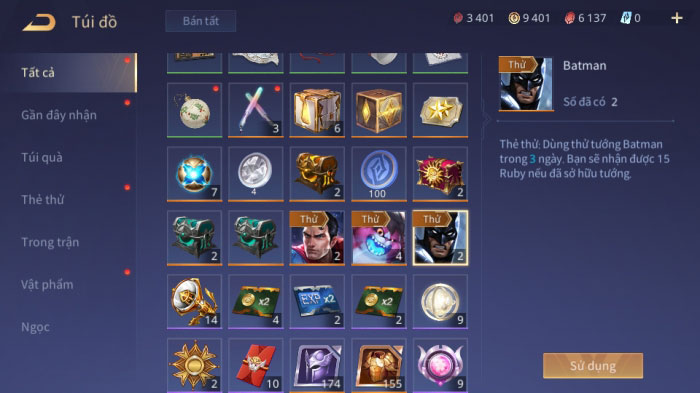 Túi đồ
Bán tất
3 401
9 401
6 137
0
Tất cả
Gần đây nhận
Túi quà
Thẻ thử
Trong trận
Vật phẩm
Ngọc
3
6
7
4
2
100
2
2
2
Thử
2
Thử
4
Thử
2
14
x2
4
EXP x2
2
x2
2
9
2
10
174
155
9
Thử
Batman
Số đã có 2
Thẻ thử: Dùng thử tướng Batman
trong 3 ngày. Bạn sẽ nhận được 15
Ruby nếu đã sở hữu tướng.
Sử dụng